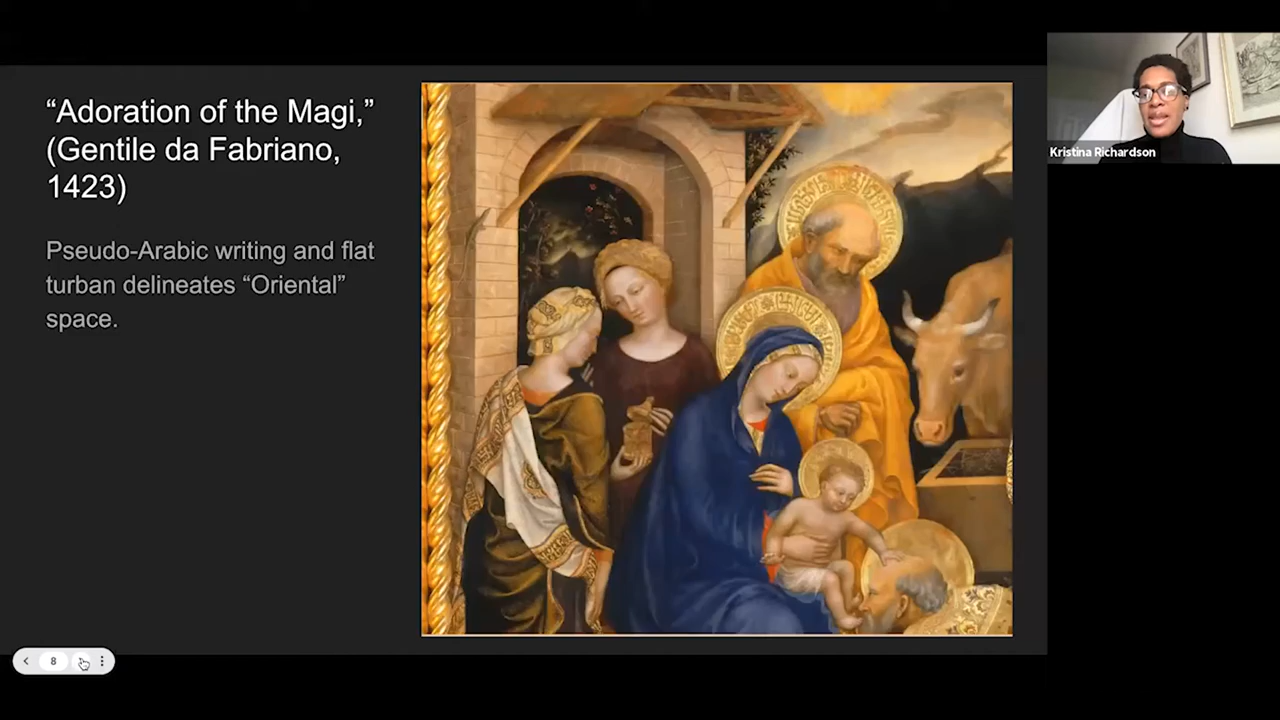 “Adoration of the Magi,”
(Gentile da Fabriano,
1423)
Pseudo-Arabic writing and flat
turban delineates “Oriental”
space.
Kristina Richardson
8